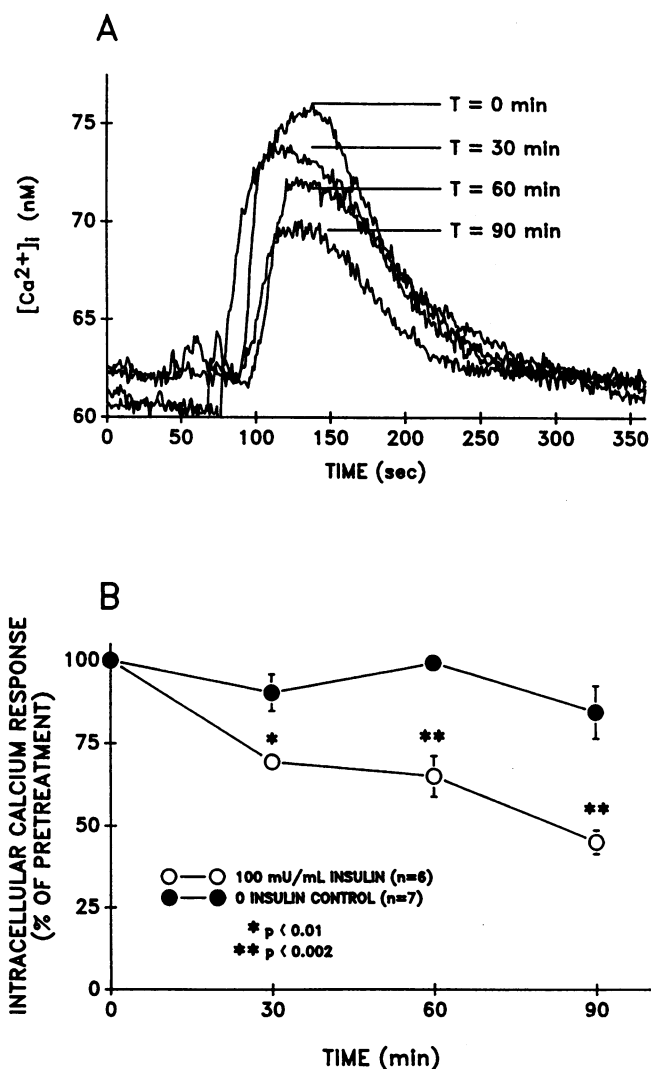 A
[Ca2+]i (nM)
75
70
65
60
T = 0 min
T = 30 min
T = 60 min
T = 90 min
0 50 100 150 200 250 300 350
TIME (sec)
B
INTRACELLULAR CALCIUM RESPONSE
(% OF PRETREATMENT)
100
75
50
25
0
*
**
**
100 mU/mL INSULIN (n=6)
0 INSULIN CONTROL (n=7)
* p < 0.01
** p < 0.002
0 30 60 90
TIME (min)